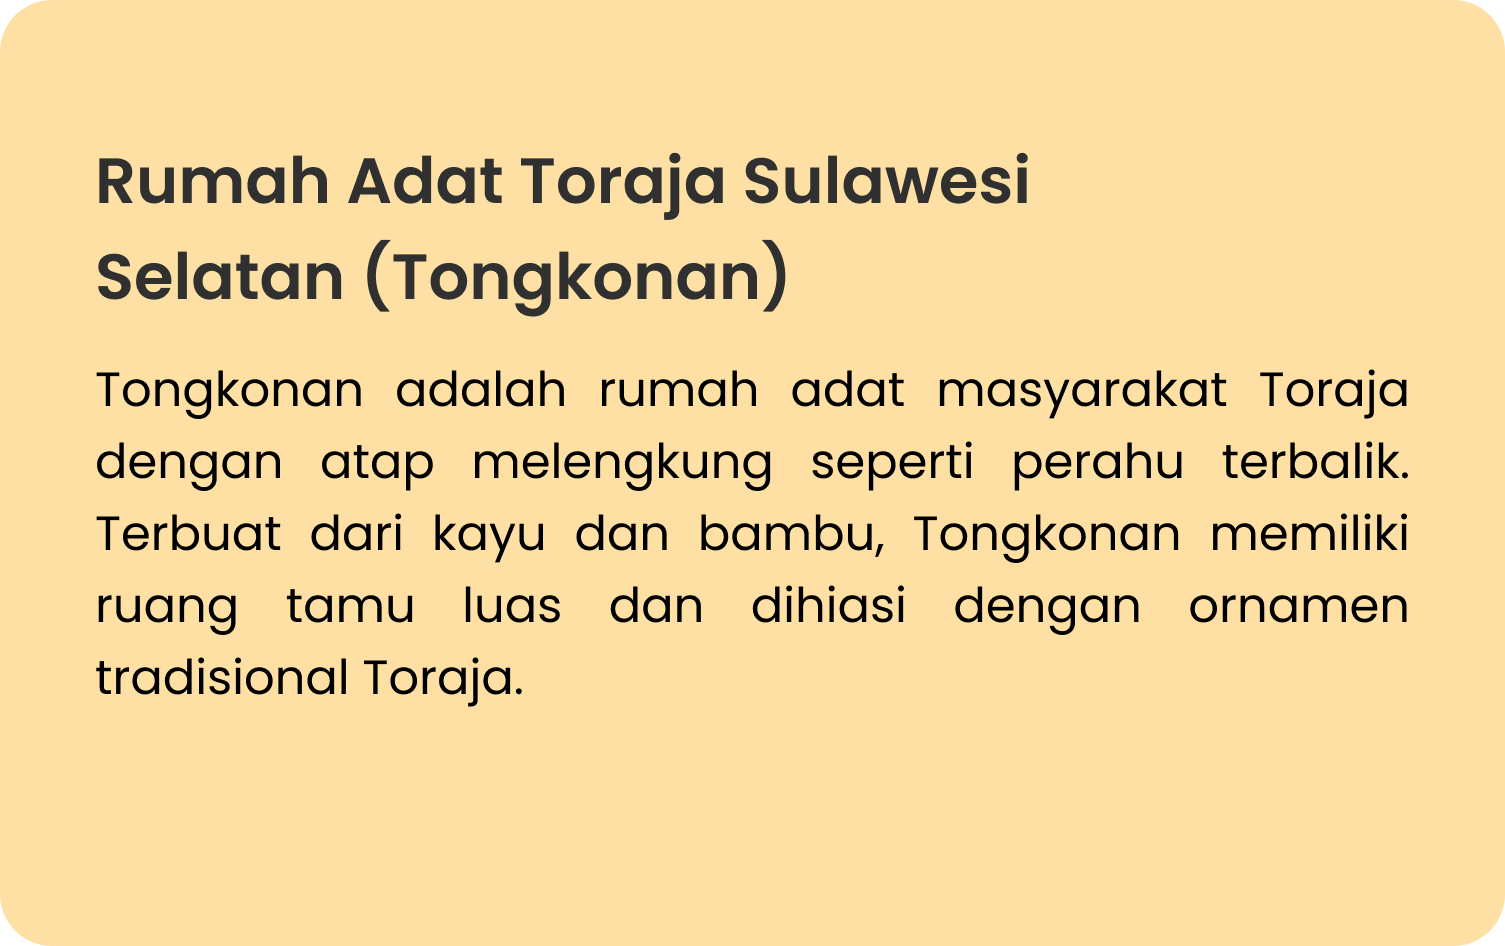 Rumah Adat Toraja Sulawesi
Selatan (Tongkonan)
Tongkonan adalah rumah adat masyarakat Toraja
dengan atap melengkung seperti perahu terbalik.
Terbuat dari kayu dan bambu, Tongkonan memiliki
ruang tamu luas dan dihiasi dengan ornamen
tradisional Toraja.